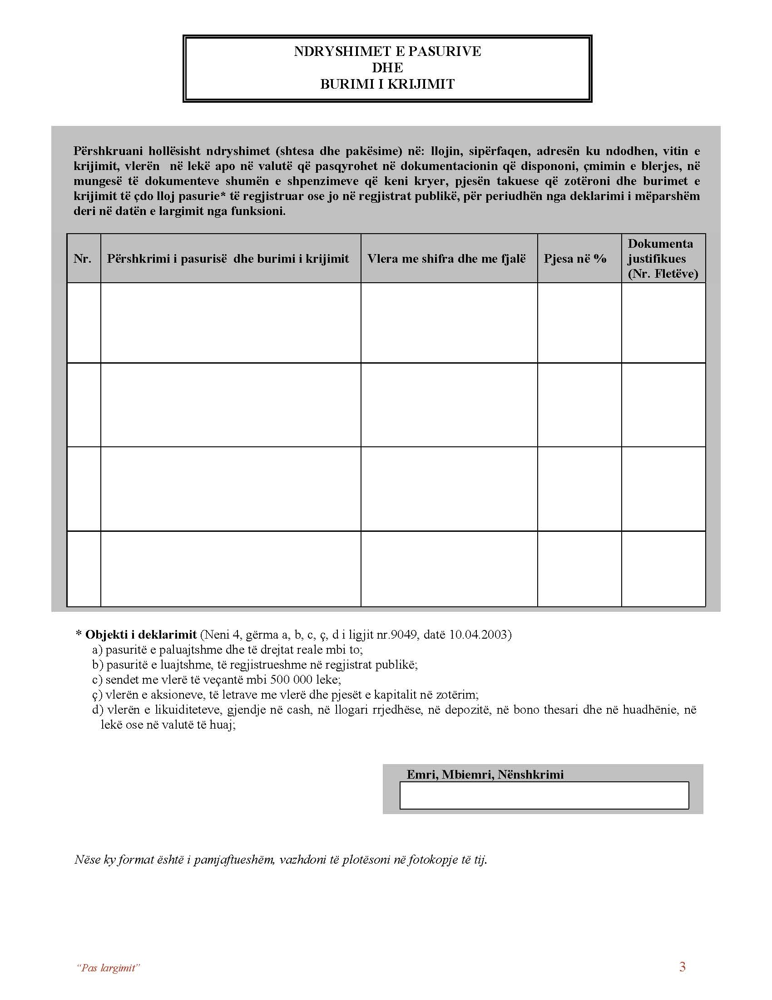 NDRYSHIMET E PASURIVE
DHE
BURIMI I KRIJIMIT
Përshkruani hollësisht ndryshimet (shtesa dhe pakësime) në: llojin, sipërfaqen, adresën ku ndodhen, vitin e
krijimit, vlerën në lekë apo në valutë që pasqyrohet në dokumentacionin që dispononi, çmimin e blerjes, në
mungesë të dokumenteve shumën e shpenzimeve që keni kryer, pjesën takuese që zotëroni dhe burimet e
krijimit të çdo lloj pasurie* të regjistruar ose jo në regjistrat publikë, për periudhën nga deklarimi i mëparshëm
deri në datën e largimit nga funksioni.
Nr.
Përshkrimi i pasurisë dhe burimi i krijimit
Vlera me shifra dhe me fjalë
Pjesa në %
Dokumenta
justifikues
(Nr. Fletëve)
* Objekti i deklarimit (Neni 4, gërma a, b, c, ç, d i ligjit nr.9049, datë 10.04.2003)
a) pasuritë e paluajtshme dhe të drejtat reale mbi to;
b) pasuritë e luajtshme, të regjistrueshme në regjistrat publikë;
c) sendet me vlerë të veçantë mbi 500 000 leke;
ç) vlerën e aksioneve, të letrave me vlerë dhe pjesët e kapitalit në zotërim;
d) vlerën e likuiditeteve, gjendje në cash, në llogari rrjedhëse, në depozitë, në bono thesari dhe në huadhënie, në
lekë ose në valutë të huaj;
Emri, Mbiemri, Nënshkrimi
Nëse ky format është i pamjaftueshëm, vazhdoni të plotësoni në fotokopje të tij.
“Pas largimit”
3